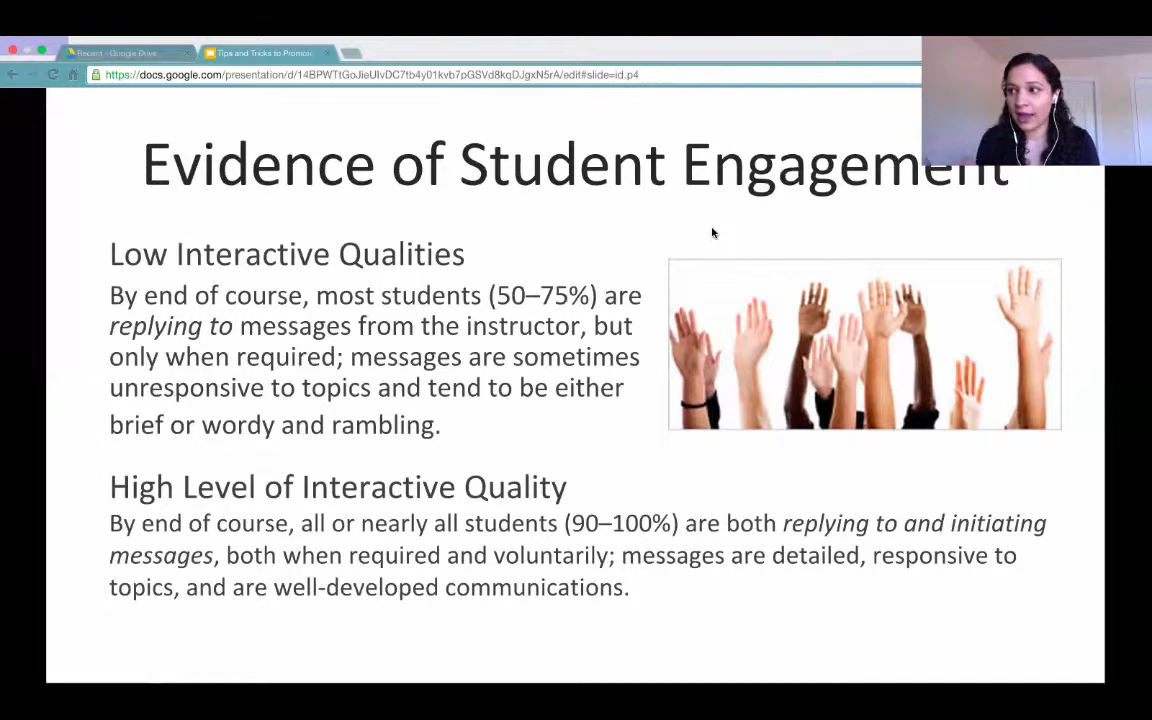 Recent - Google Drive
Tips and Tricks to Promo
https://docs.google.com/presentation/d/14BPWTtGoJieUIvDC7tb4y01kvb7pGSVd8kqDJgxN5rA/edit#slide=id.p4
Evidence of Student Engagement
Low Interactive Qualities
By end of course, most students (50–75%) are
replying to messages from the instructor, but
only when required; messages are sometimes
unresponsive to topics and tend to be either
brief or wordy and rambling.
High Level of Interactive Quality
By end of course, all or nearly all students (90–100%) are both replying to and initiating
messages, both when required and voluntarily; messages are detailed, responsive to
topics, and are well-developed communications.